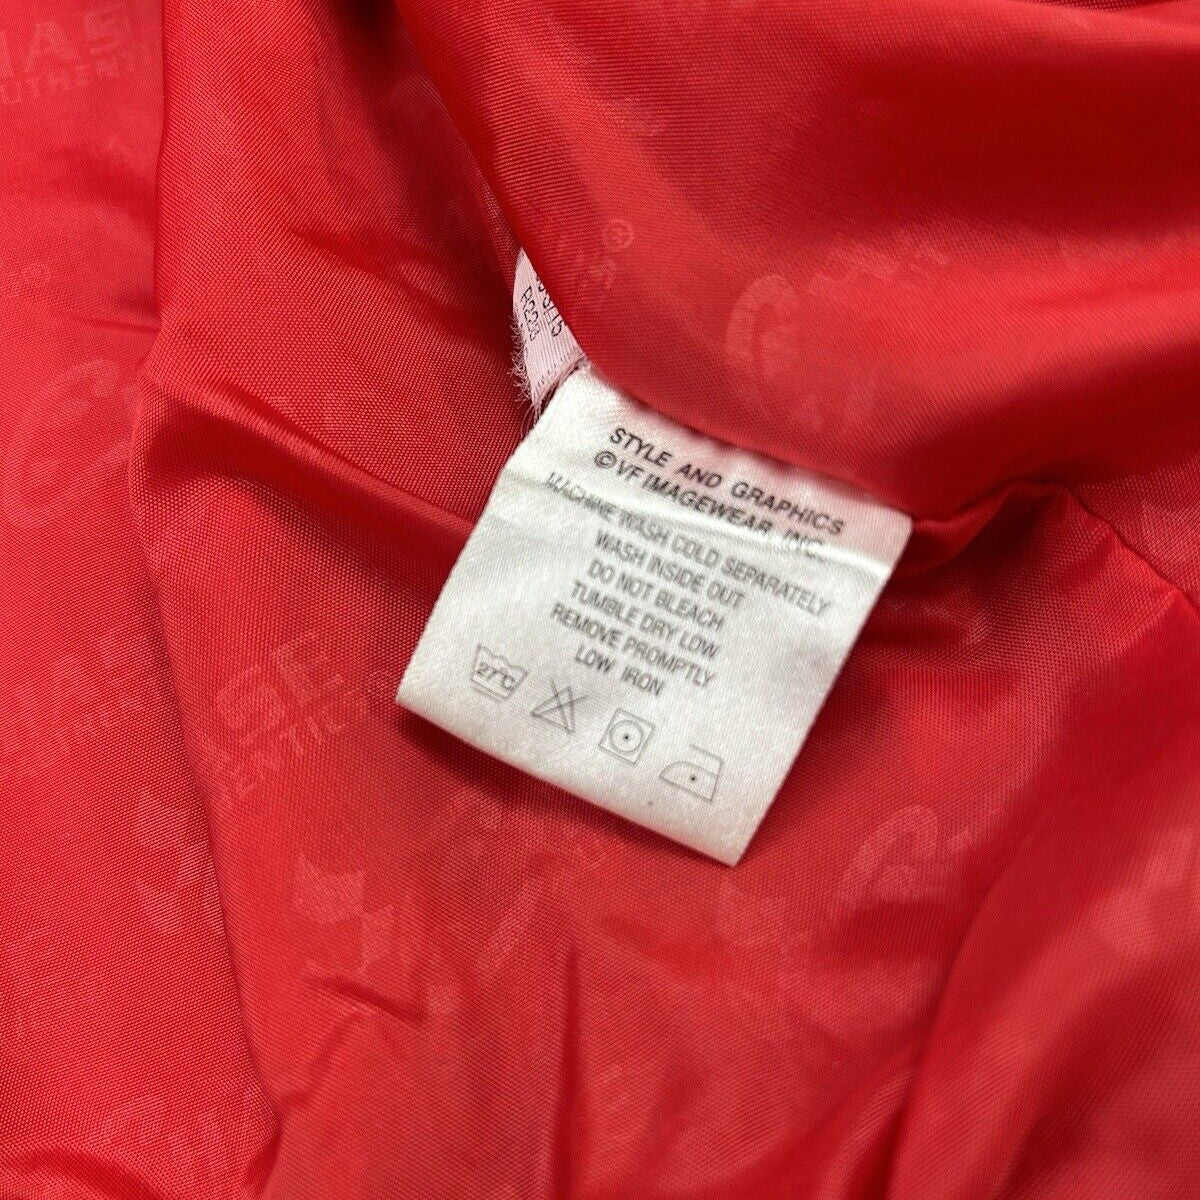 STYLE AND GRAPHICS
©VF IMAGEWEAR, INC.
MACHINE WASH COLD SEPARATELY
WASH INSIDE OUT
DO NOT BLEACH
TUMBLE DRY LOW
REMOVE PROMPTLY
LOW IRON
27°C